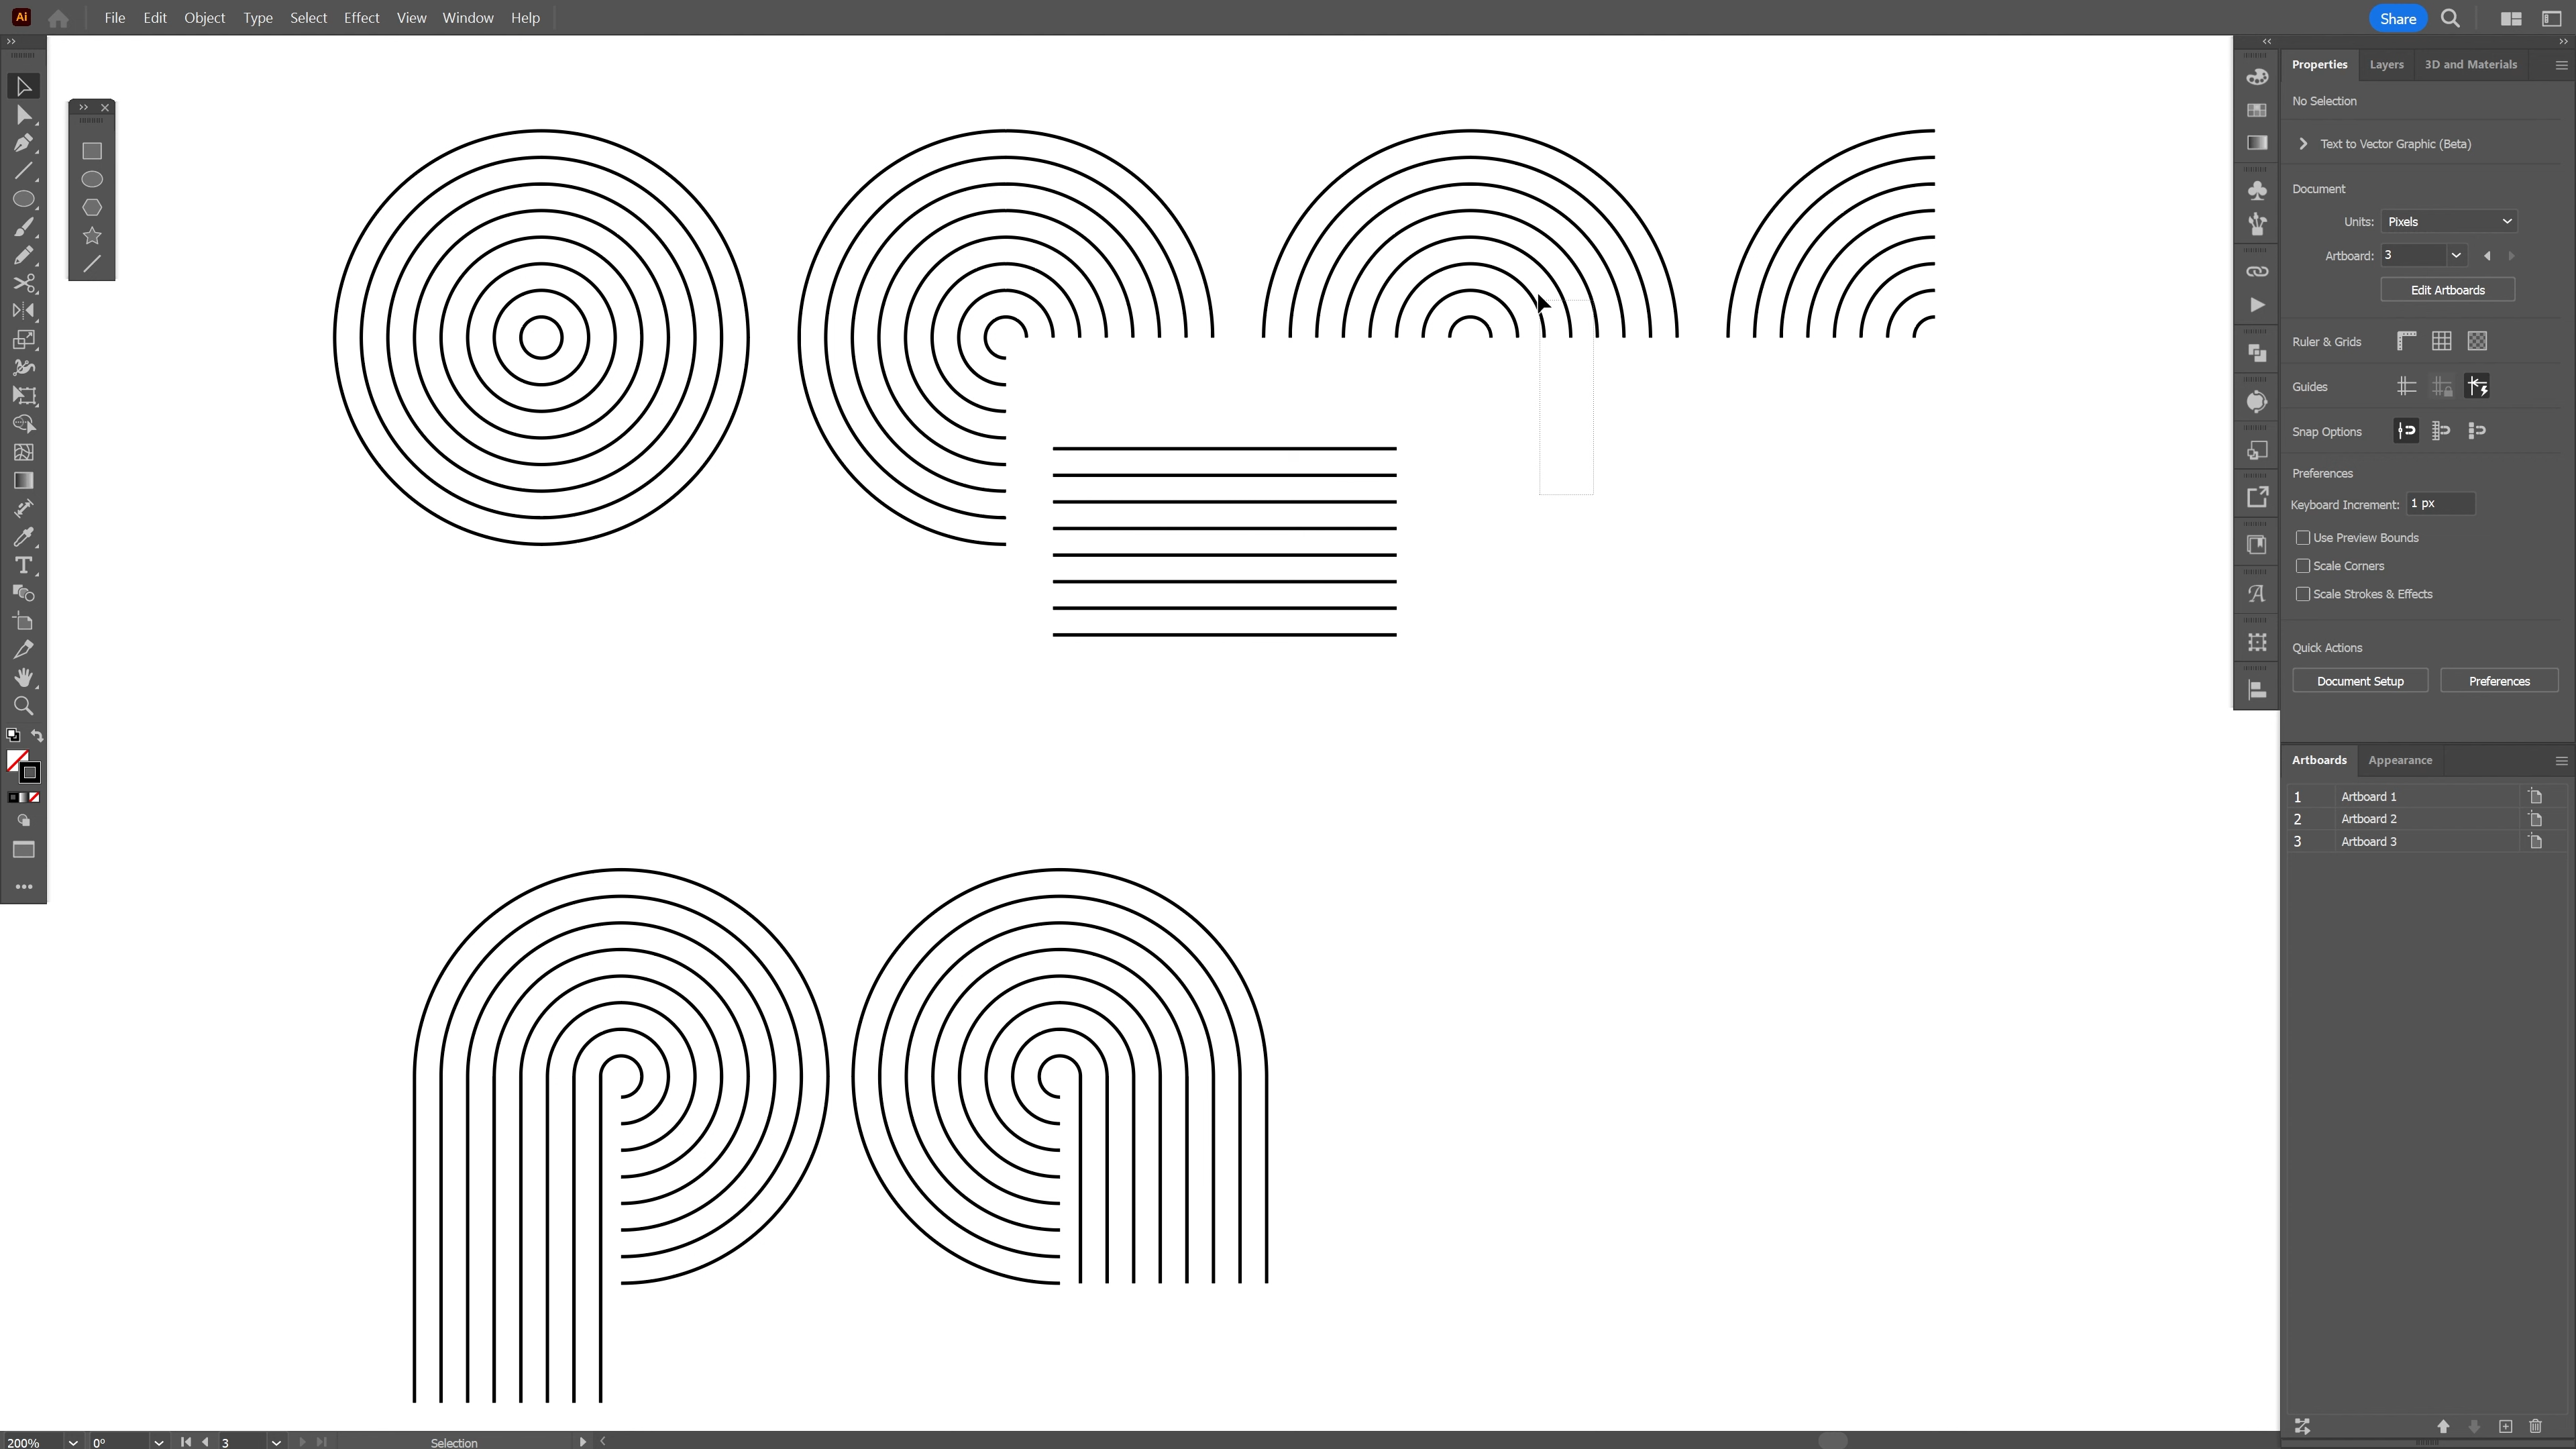 Ai File Edit Object Type Select Effect View Window Help Share
Properties Layers 3D and Materials
No Selection
Text to Vector Graphic (Beta)
Document
Units: Pixels
Artboard: 3
Edit Artboards
Ruler & Grids
Guides
Snap Options
Preferences
Keyboard Increment: 1 px
Use Preview Bounds
Scale Corners
Scale Strokes & Effects
Quick Actions
Document Setup Preferences
Artboards Appearance
1 Artboard 1
2 Artboard 2
3 Artboard 3
200% 0° 3 Selection